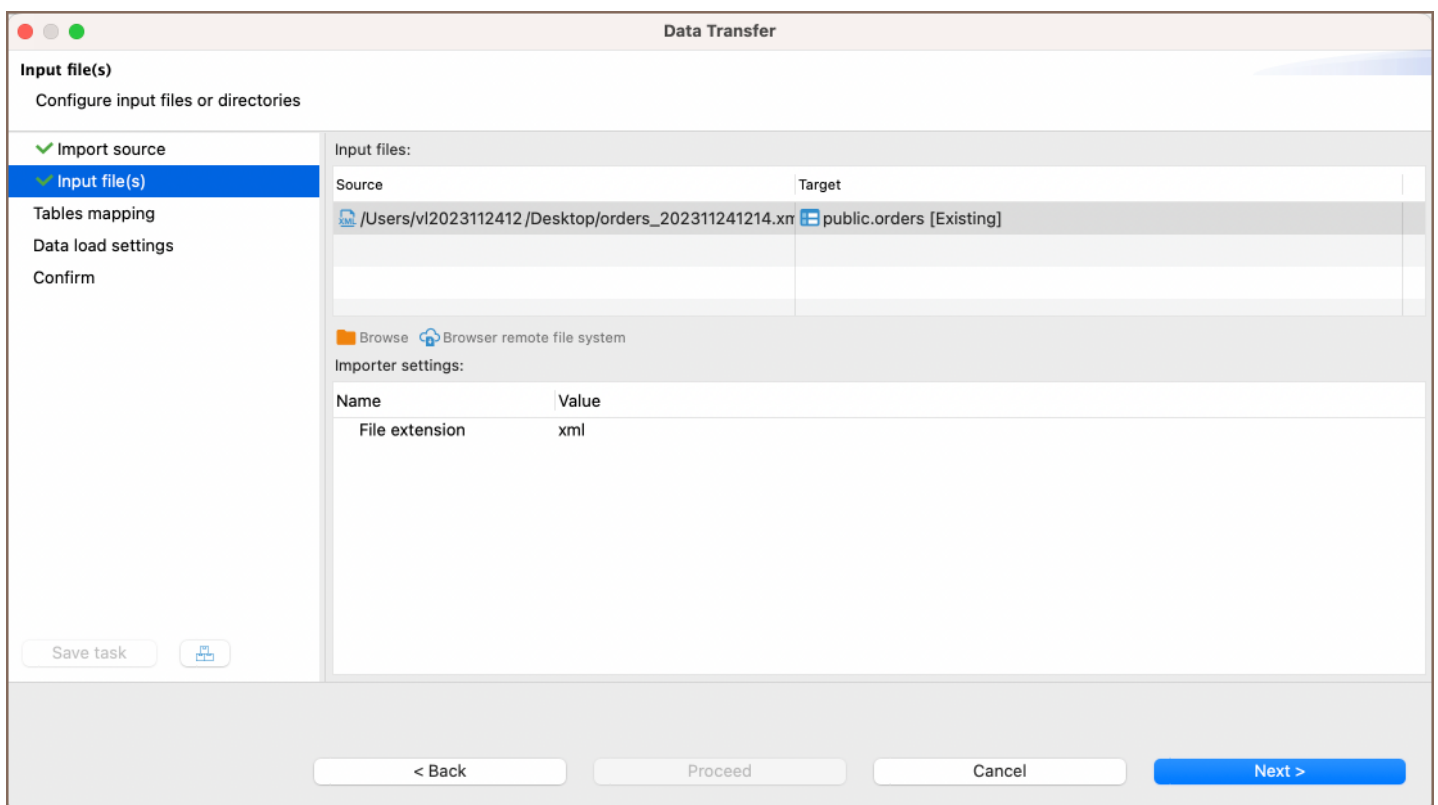 Data Transfer
Input file(s)
Configure input files or directories
Import source
Input file(s)
Tables mapping
Data load settings
Confirm
Save task
Input files:
Source Target
XML /Users/vl2023112412/Desktop/orders_202311241214.xm public.orders [Existing]
Browse Browser remote file system
Importer settings:
Name Value
File extension xml
< Back Proceed Cancel Next >